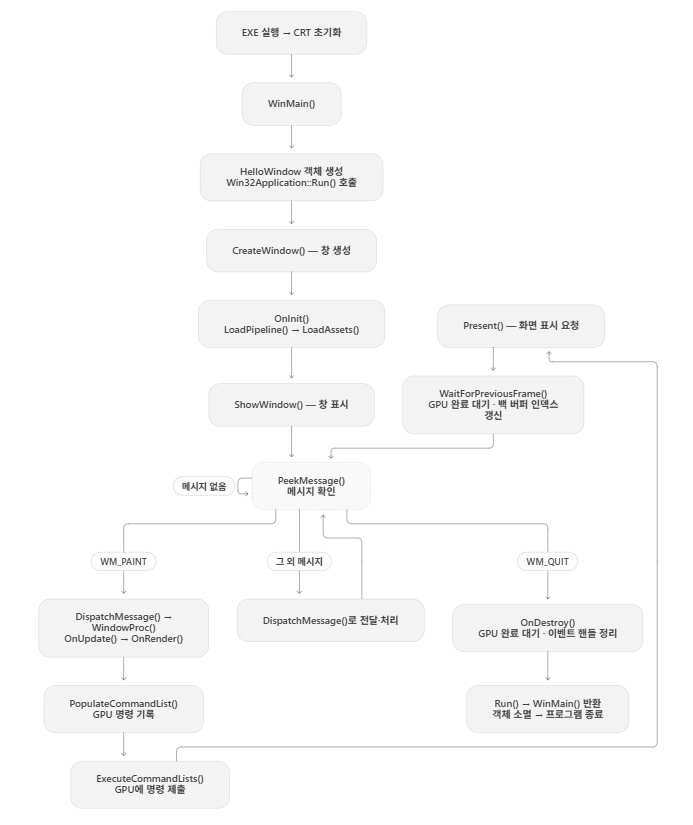 EXE 실행 → CRT 초기화
WinMain()
HelloWindow 객체 생성
Win32Application::Run() 호출
CreateWindow() — 창 생성
OnInit()
LoadPipeline() → LoadAssets()
Present() — 화면 표시 요청
ShowWindow() — 창 표시
WaitForPreviousFrame()
GPU 완료 대기 · 백 버퍼 인덱스
갱신
메시지 없음
PeekMessage()
메시지 확인
WM_PAINT
그 외 메시지
WM_QUIT
DispatchMessage() →
WindowProc()
OnUpdate() → OnRender()
DispatchMessage()로 전달·처리
OnDestroy()
GPU 완료 대기 · 이벤트 핸들 정리
PopulateCommandList()
GPU 명령 기록
Run() → WinMain() 반환
객체 소멸 → 프로그램 종료
ExecuteCommandLists()
GPU에 명령 제출